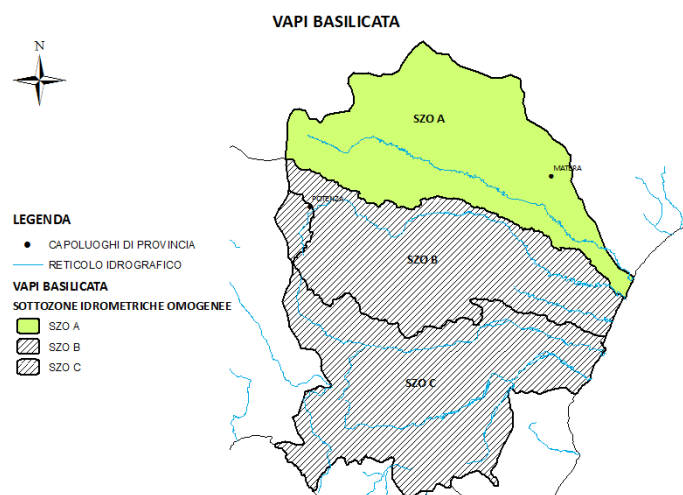 VAPI BASILICATA
N
SZO A
MATERA
POTENZA
SZO B
SZO C
LEGENDA
CAPOLUOGHI DI PROVINCIA
RETICOLO IDROGRAFICO
VAPI BASILICATA
SOTTOZONE IDROMETRICHE OMOGENEE
SZO A
SZO B
SZO C